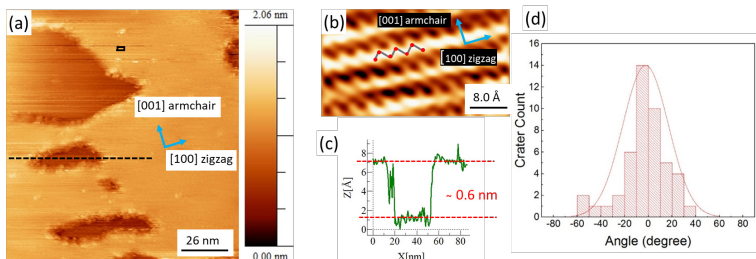 (a)
2.06 nm
[001] armchair
[100] zigzag
26 nm
0.00 nm
(b)
[001] armchair
[100] zigzag
8.0 Å
(c)
Z[Å]
8
6
4
2
0
~ 0.6 nm
0 20 40 60 80
X[nm]
(d)
Crater Count
16
14
12
10
8
6
4
2
0
-80 -60 -40 -20 0 20 40 60 80
Angle (degree)